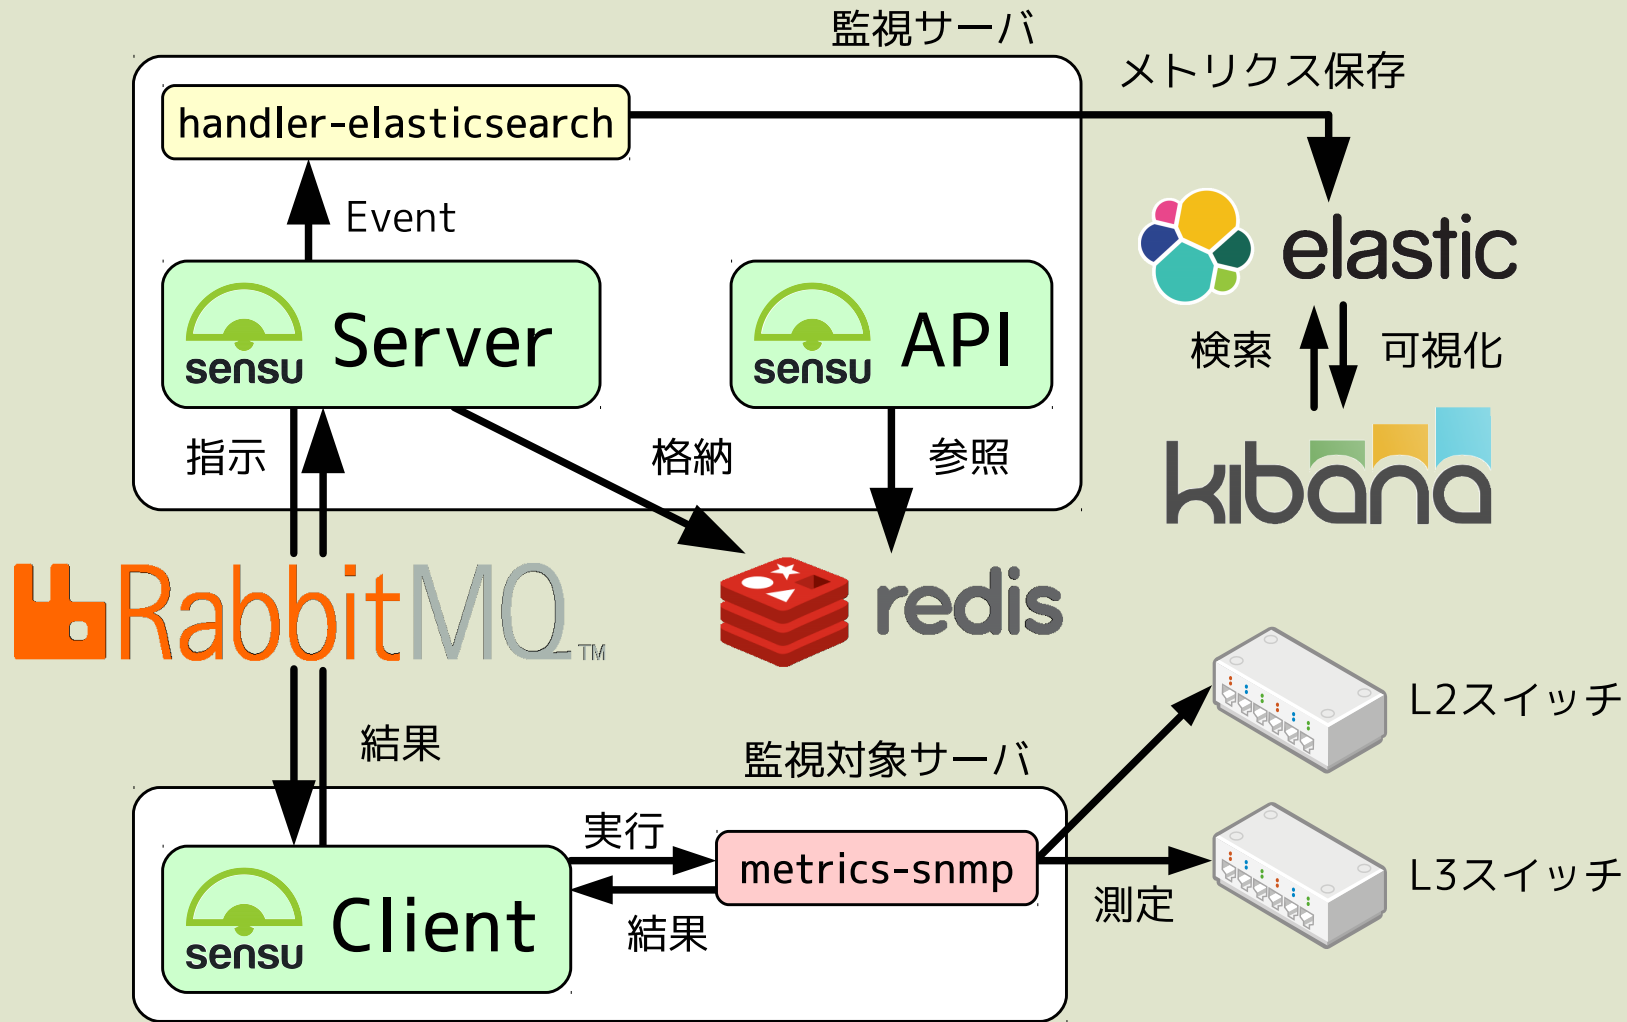 監視サーバ
メトリクス保存
handler-elasticsearch
Event
elastic
sensu Server
sensu API
検索
可視化
指示
格納
参照
kibana
RabbitMQ™
redis
L2スイッチ
結果
監視対象サーバ
実行
metrics-snmp
L3スイッチ
測定
結果
sensu Client